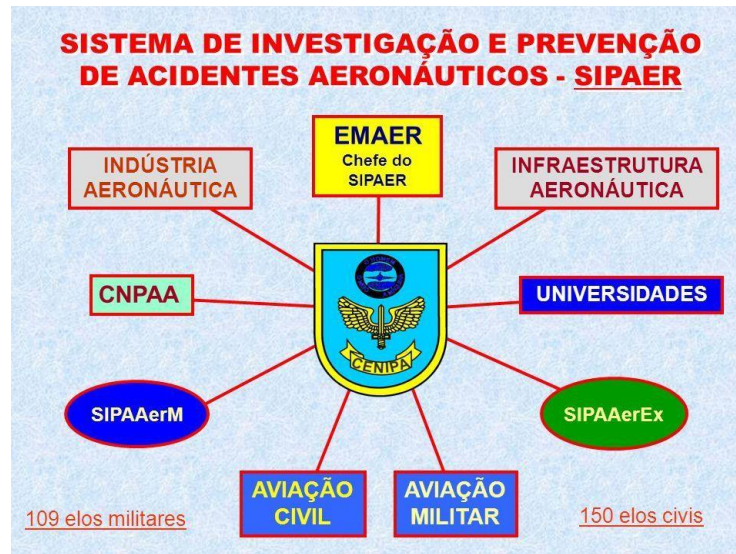 SISTEMA DE INVESTIGAÇÃO E PREVENÇÃO
DE ACIDENTES AERONÁUTICOS - SIPAER
EMAER
Chefe do
SIPAER
INDÚSTRIA
AERONÁUTICA
INFRAESTRUTURA
AERONÁUTICA
CNPAA
UNIVERSIDADES
CENIPA
SIPAAerM
SIPAAerEx
AVIAÇÃO
CIVIL
AVIAÇÃO
MILITAR
109 elos militares
150 elos civis